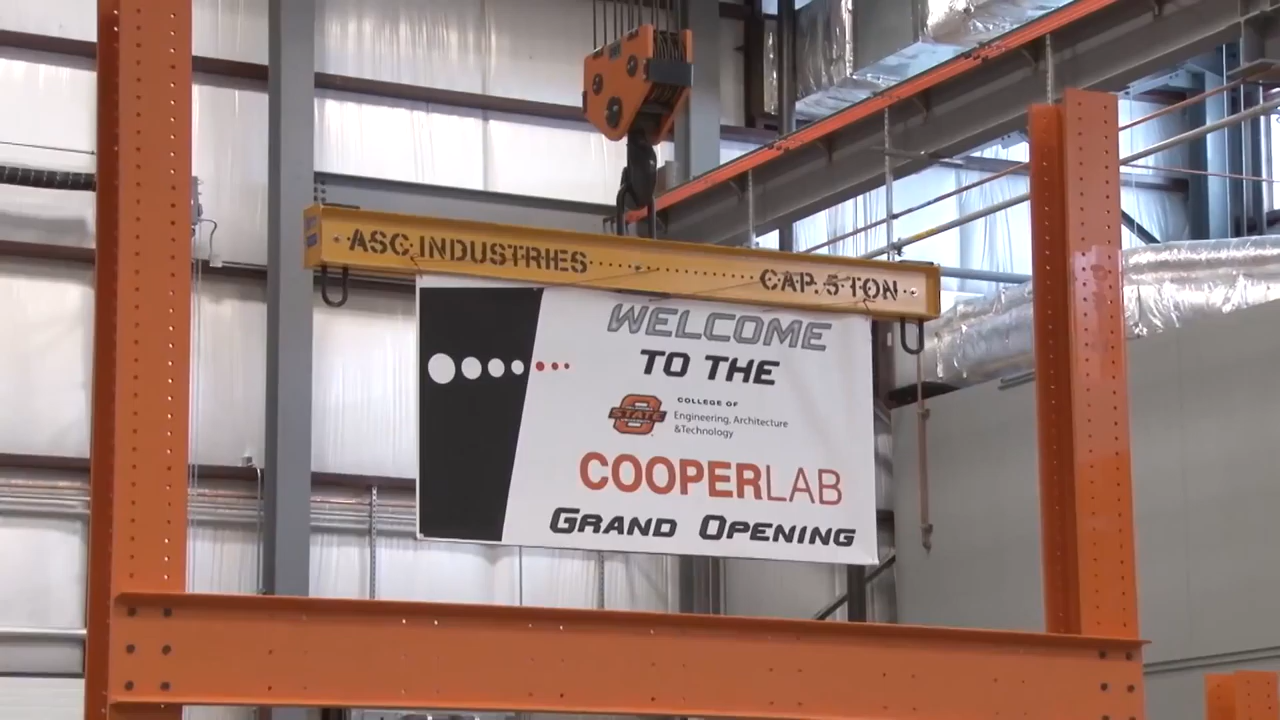 ASC INDUSTRIES
CAP. 5 TON
WELCOME
TO THE
STATE
COLLEGE OF
Engineering, Architecture
&Technology
COOPERLAB
GRAND OPENING